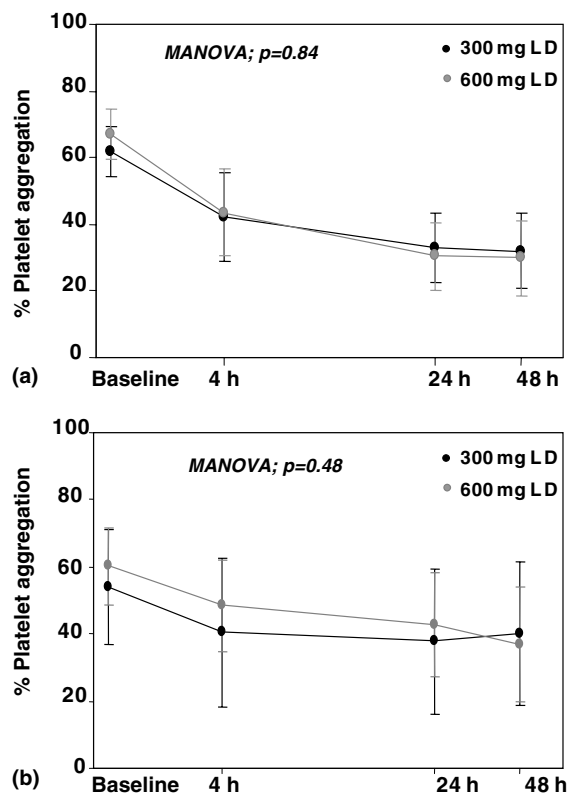 100
80
60
40
20
0
% Platelet aggregation
MANOVA; p=0.84
300 mg LD
600 mg LD
(a)
Baseline 4 h 24 h 48 h
100
80
60
40
20
0
% Platelet aggregation
MANOVA; p=0.48
300 mg LD
600 mg LD
(b)
Baseline 4 h 24 h 48 h